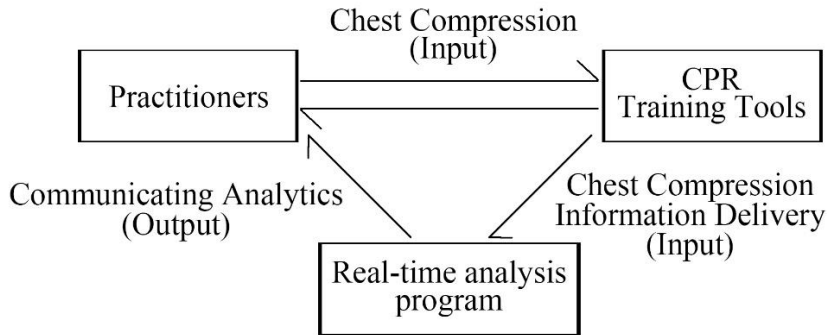 Chest Compression
(Input)
Practitioners
CPR
Training Tools
Communicating Analytics
(Output)
Chest Compression
Information Delivery
(Input)
Real-time analysis
program